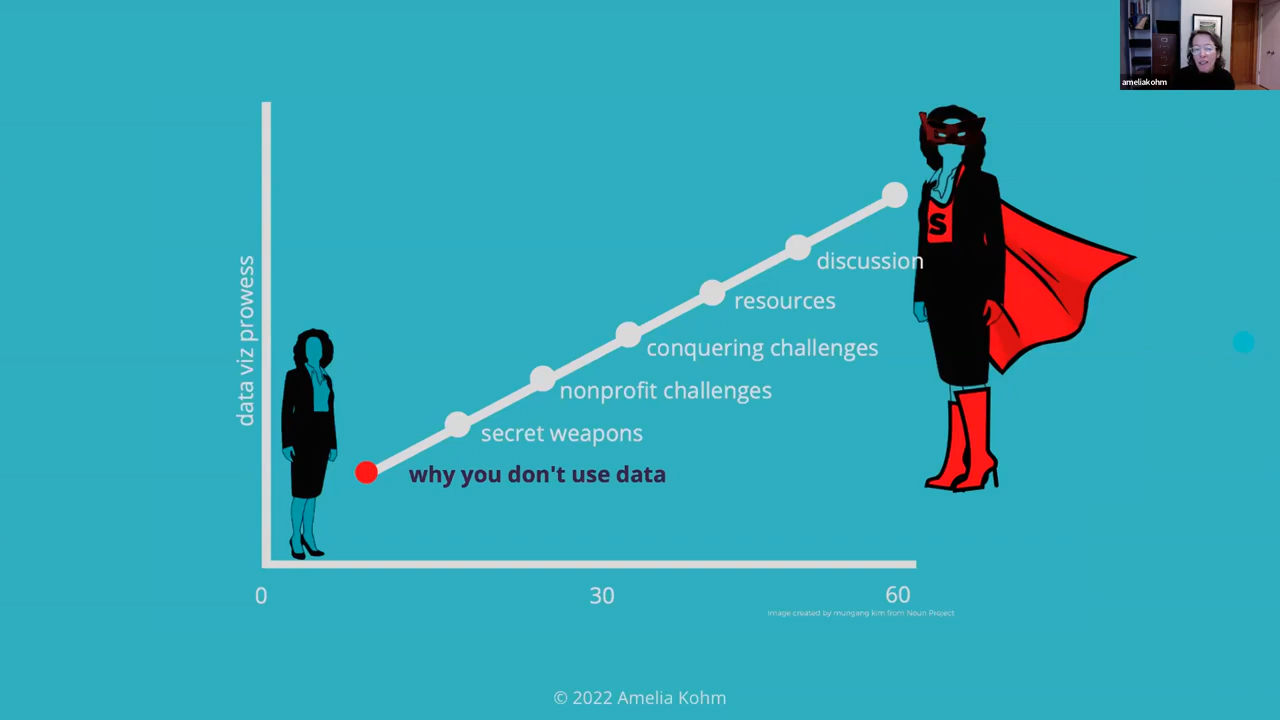 ameliakohm
S
discussion
resources
conquering challenges
nonprofit challenges
secret weapons
why you don't use data
data viz prowess
0
30
60
Image created by mungang kim from Noun Project
© 2022 Amelia Kohm